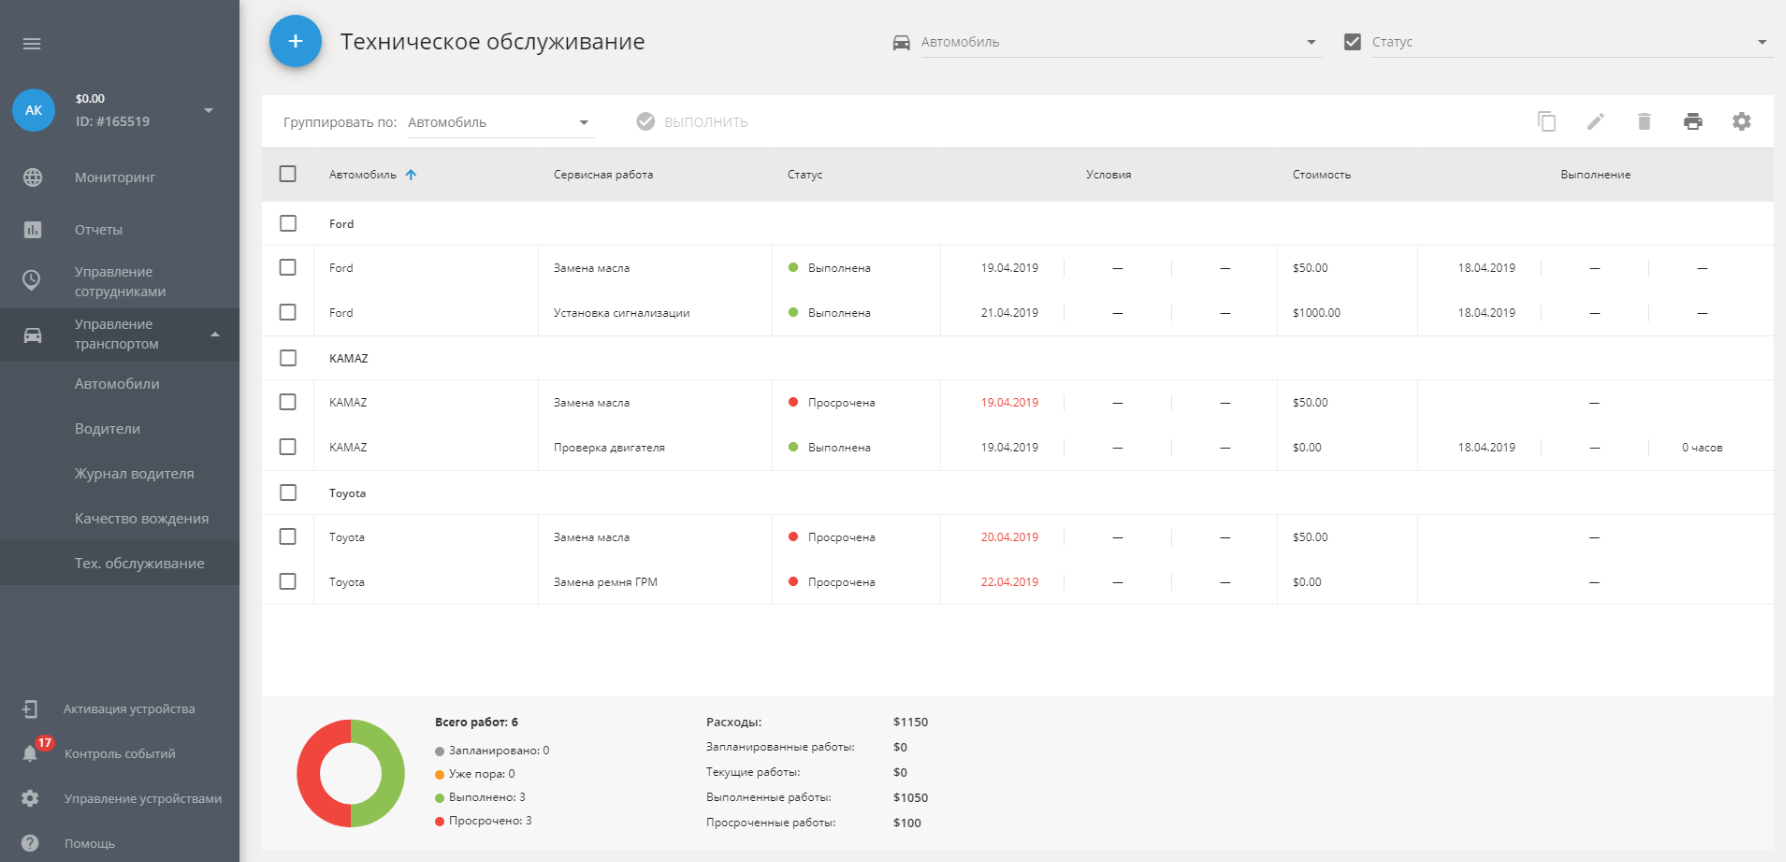 Техническое обслуживание
Автомобиль
Статус
АК
$0.00
ID: #165519
Мониторинг
Отчеты
Управление
сотрудниками
Управление
транспортом
Автомобили
Водители
Журнал водителя
Качество вождения
Тех. обслуживание
Активация устройства
17
Контроль событий
Управление устройствами
Помощь
Группировать по: Автомобиль ВЫПОЛНИТЬ
Автомобиль Сервисная работа Статус Условия Стоимость Выполнение
Ford
Ford Замена масла Выполнена 19.04.2019 — — $50.00 18.04.2019 — —
Ford Установка сигнализации Выполнена 21.04.2019 — — $1000.00 18.04.2019 — —
KAMAZ
KAMAZ Замена масла Просрочена 19.04.2019 — — $50.00 —
KAMAZ Проверка двигателя Выполнена 19.04.2019 — — $0.00 18.04.2019 — 0 часов
Toyota
Toyota Замена масла Просрочена 20.04.2019 — — $50.00 —
Toyota Замена ремня ГРМ Просрочена 22.04.2019 — — $0.00 —
Всего работ: 6
Запланировано: 0
Уже пора: 0
Выполнено: 3
Просрочено: 3
Расходы: $1150
Запланированные работы: $0
Текущие работы: $0
Выполненные работы: $1050
Просроченные работы: $100